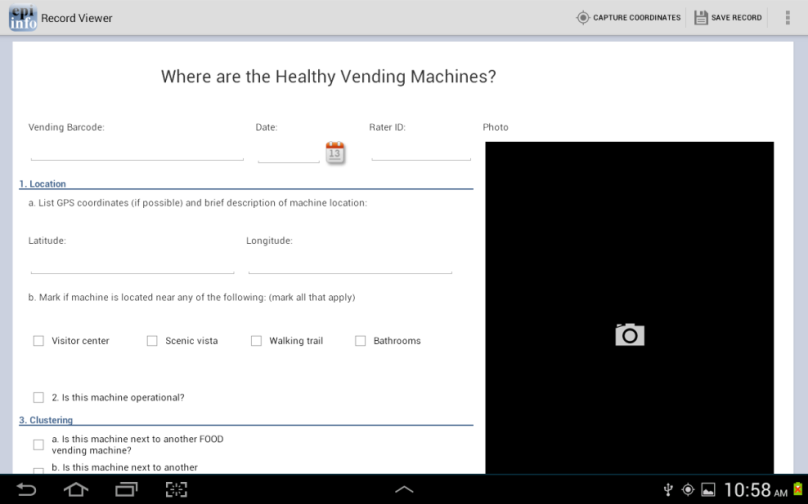 epi
info
Record Viewer
CAPTURE COORDINATES
SAVE RECORD
Where are the Healthy Vending Machines?
Vending Barcode:
Date:
Rater ID:
Photo
13
1. Location
a. List GPS coordinates (if possible) and brief description of machine location:
Latitude:
Longitude:
b. Mark if machine is located near any of the following: (mark all that apply)
Visitor center
Scenic vista
Walking trail
Bathrooms
2. Is this machine operational?
3. Clustering
a. Is this machine next to another FOOD
vending machine?
b. Is this machine next to another
10:58 AM